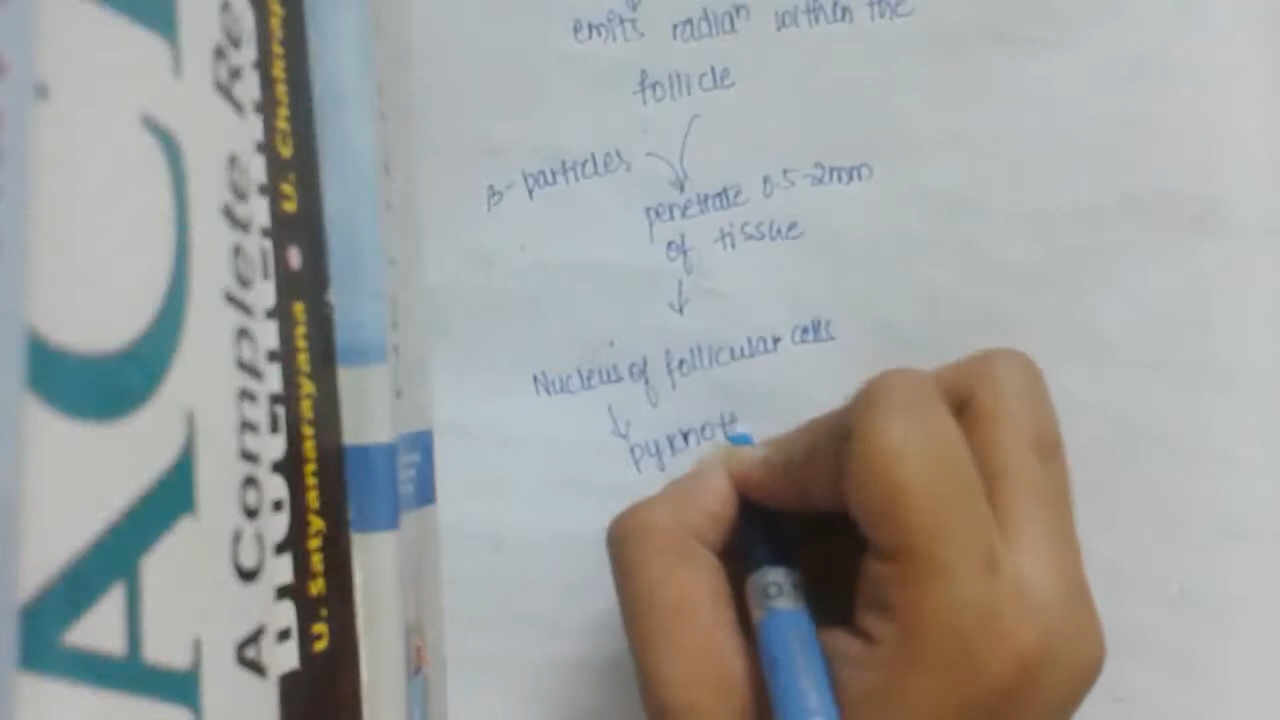 A Complete Re
U. Satyanarayana U. Chakrap
emits radiaⁿ within the
follicle
β-particles
penetrate 0.5-2mm
of tissue
↓
Nucleus of follicular cells
↓
pyknot